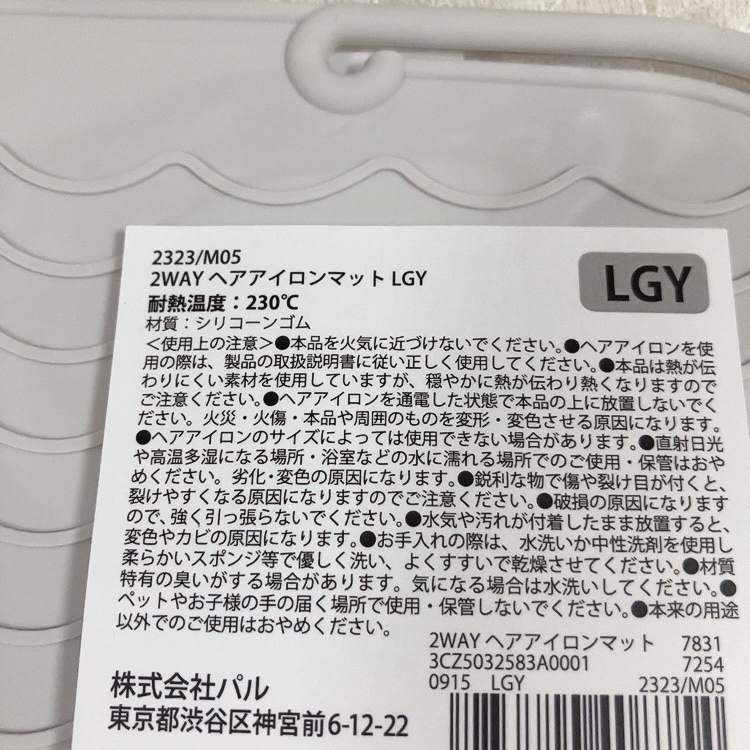 2323/M05
2WAY ヘアアイロンマット LGY
LGY
耐熱温度：230℃
材質：シリコーンゴム
＜使用上の注意＞●本品を火気に近づけないでください。●ヘアアイロンを使
用の際は、製品の取扱説明書に従い正しく使用してください。●本品は熱が伝
わりにくい素材を使用していますが、穏やかに熱が伝わり熱くなりますので
ご注意ください。●ヘアアイロンを通電した状態で本品の上に放置しないでく
ださい。火災・火傷・本品や周囲のものを変形・変色させる原因になります。
●ヘアアイロンのサイズによっては使用できない場合があります。●直射日光
や高温多湿になる場所・浴室などの水に濡れる場所でのご使用・保管はおや
めください。劣化・変色の原因になります。●鋭利な物で傷や裂け目が付くと、
裂けやすくなる原因になりますのでご注意ください。●破損の原因になります
ので、強く引っ張らないでください。●水気や汚れが付着したまま放置すると、
変色やカビの原因になります。●お手入れの際は、水洗いか中性洗剤を使用し
柔らかいスポンジ等で優しく洗い、よくすすいで乾燥させてください。●材質
特有の臭いがする場合があります。気になる場合は水洗いしてください。●
ペットやお子様の手の届く場所で使用・保管しないでください。●本来の用途
以外でのご使用はおやめください。
2WAY ヘアアイロンマット 7831
3CZ5032583A0001 7254
0915 LGY 2323/M05
株式会社パル
東京都渋谷区神宮前6-12-22